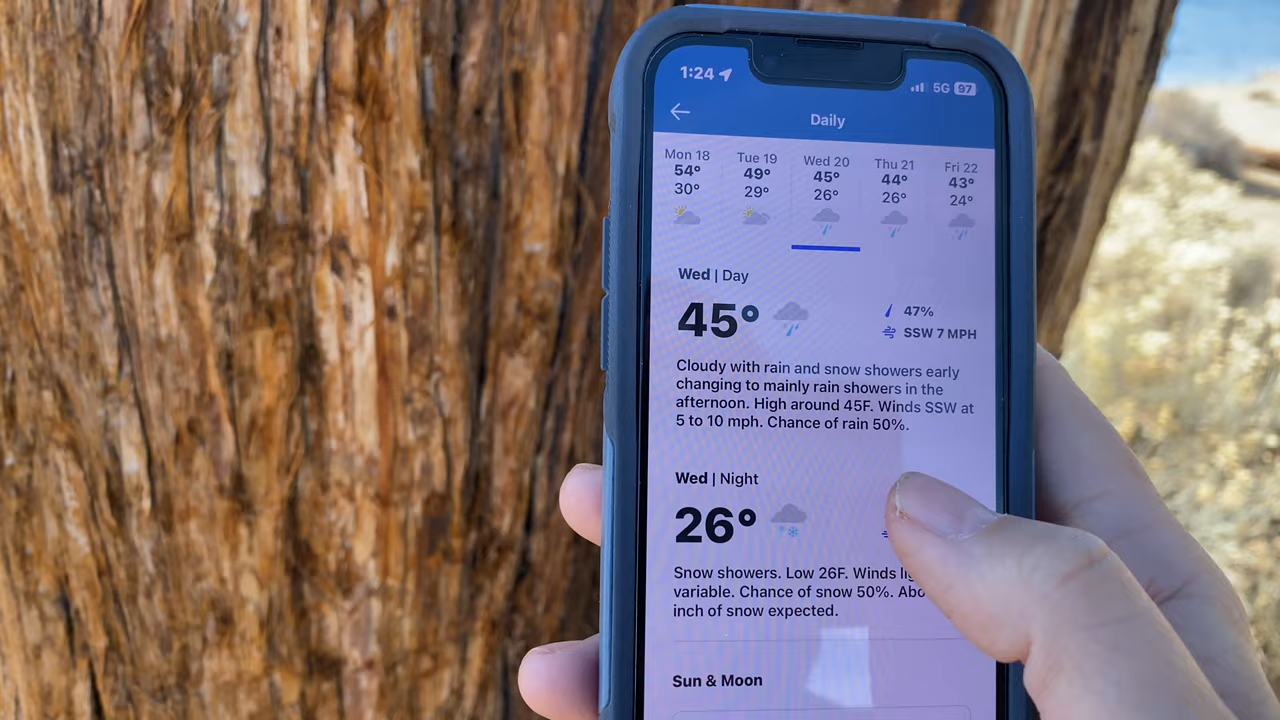 1:24 5G 97
Daily
Mon 18 Tue 19 Wed 20 Thu 21 Fri 22
54° 49° 45° 44° 43°
30° 29° 26° 26° 24°
Wed | Day
45° 47%
SSW 7 MPH
Cloudy with rain and snow showers early
changing to mainly rain showers in the
afternoon. High around 45F. Winds SSW at
5 to 10 mph. Chance of rain 50%.
Wed | Night
26°
Snow showers. Low 26F. Winds
variable. Chance of snow 50%.
inch of snow expected.
Sun & Moon